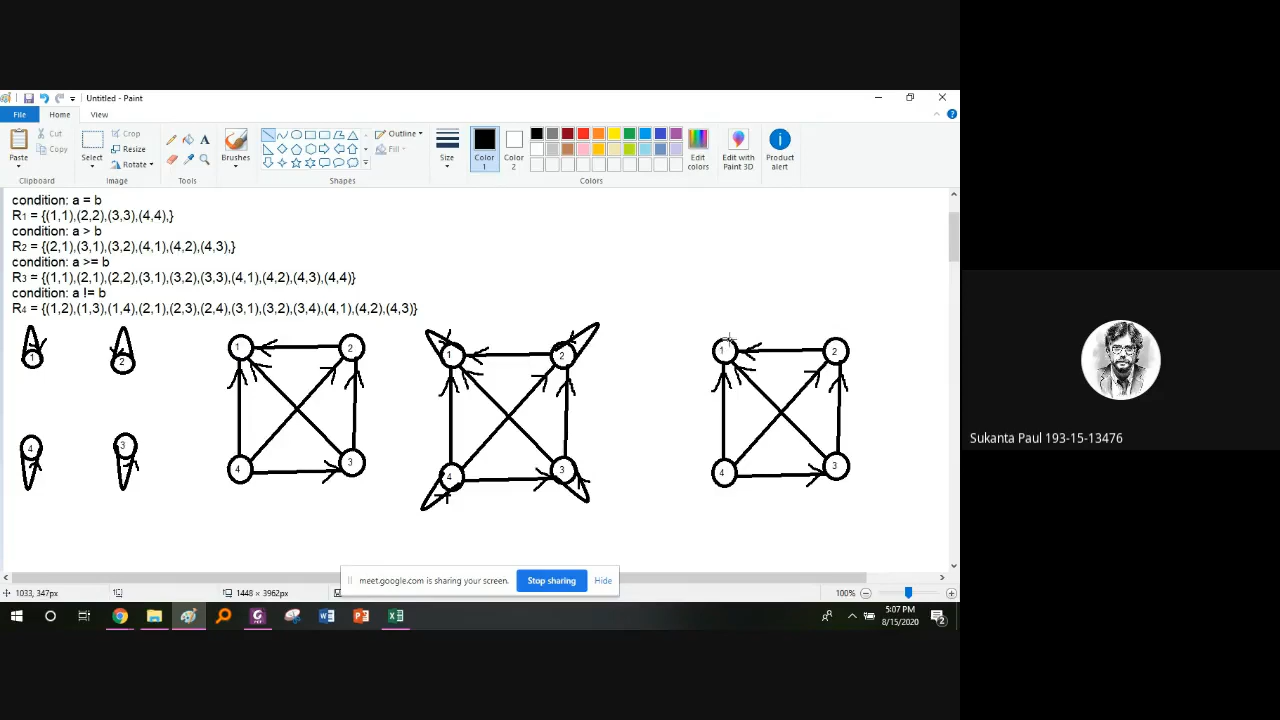 Untitled - Paint
File Home View
Paste
Cut
Copy
Clipboard
Select
Crop
Resize
Rotate
Image
A
Tools
Brushes
Outline
Fill
Shapes
Size
Color 1
Color 2
Edit colors
Colors
Edit with Paint 3D
Product alert
condition: a = b
R1 = {(1,1),(2,2),(3,3),(4,4),}
condition: a > b
R2 = {(2,1),(3,1),(3,2),(4,1),(4,2),(4,3),}
condition: a >= b
R3 = {(1,1),(2,1),(2,2),(3,1),(3,2),(3,3),(4,1),(4,2),(4,3),(4,4)}
condition: a != b
R4 = {(1,2),(1,3),(1,4),(2,1),(2,3),(2,4),(3,1),(3,2),(3,4),(4,1),(4,2),(4,3)}
1 2 1 2 1 2 1 2
4 3 4 3 4 3 4 3
Sukanta Paul 193-15-13476
meet.google.com is sharing your screen. Stop sharing Hide
1033, 347px 1448 × 3962px 100%
5:07 PM
8/15/2020
2